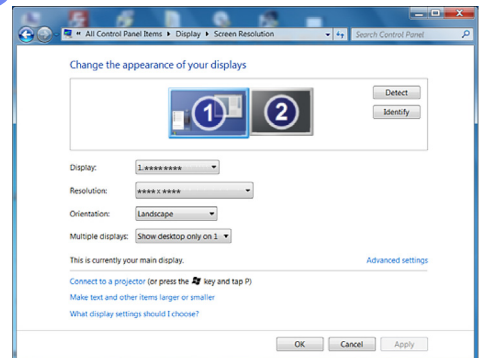 « All Control Panel Items ▸ Display ▸ Screen Resolution
Search Control Panel
Change the appearance of your displays
1
2
Detect
Identify
Display: 1.********
Resolution: **** x ****
Orientation: Landscape
Multiple displays: Show desktop only on 1
This is currently your main display.
Advanced settings
Connect to a projector (or press the key and tap P)
Make text and other items larger or smaller
What display settings should I choose?
OK
Cancel
Apply